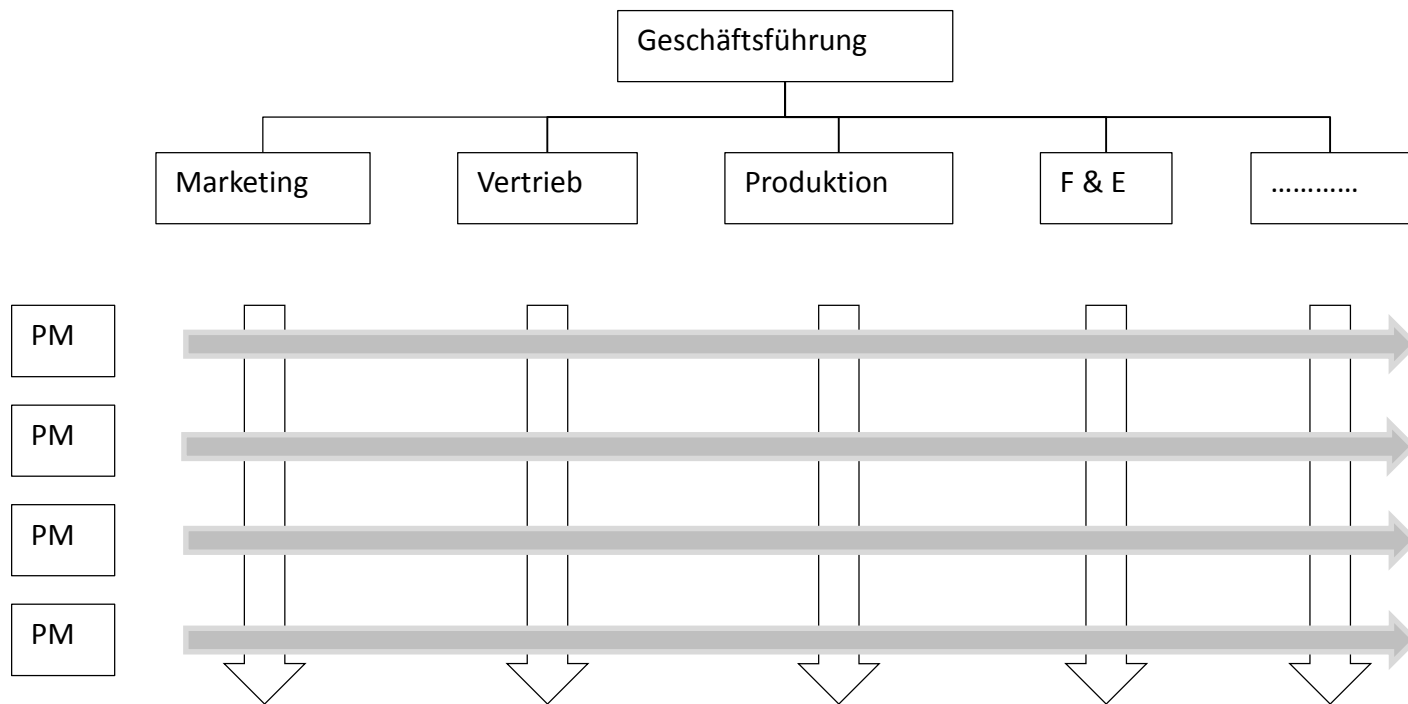 Geschäftsführung
Marketing
Vertrieb
Produktion
F & E
…………
PM
PM
PM
PM